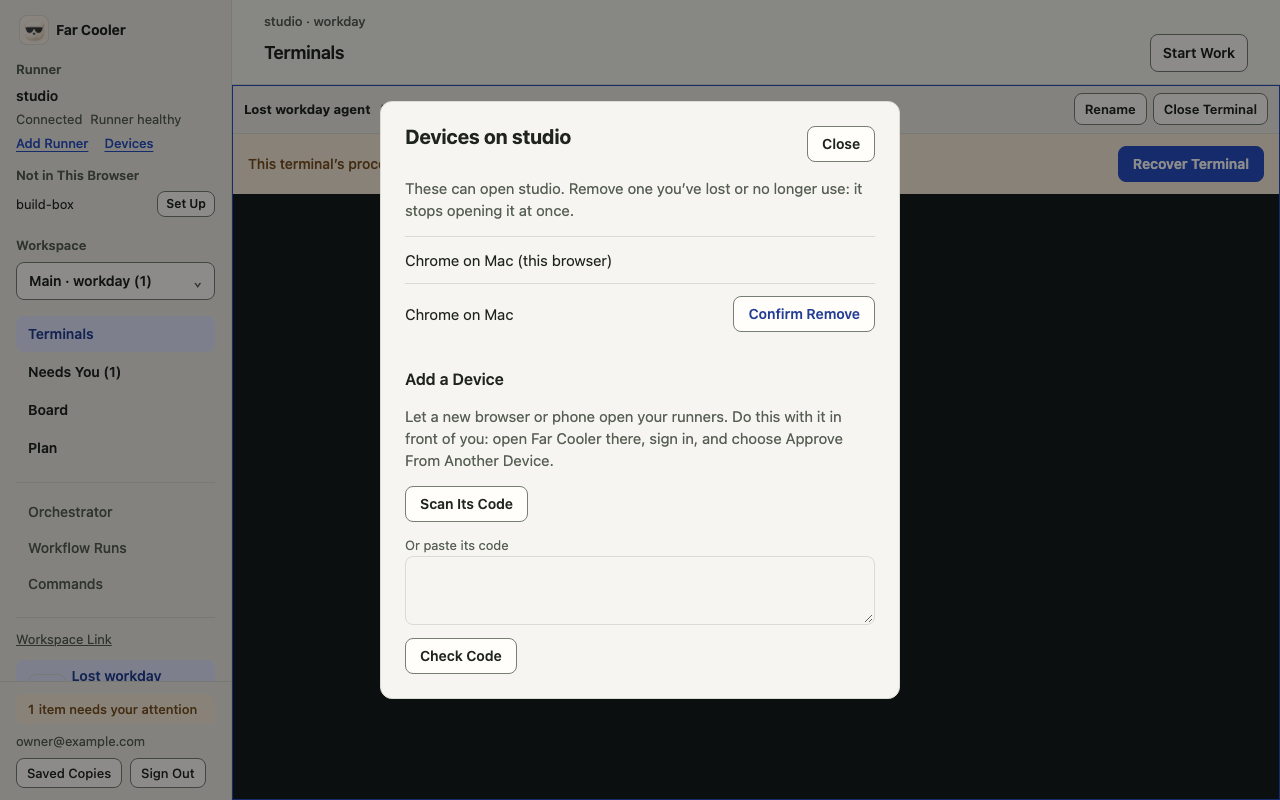 Far Cooler
Runner
studio
Connected Runner healthy
Add Runner Devices
Not in This Browser
build-box Set Up
Workspace
Main · workday (1)
Terminals
Needs You (1)
Board
Plan
Orchestrator
Workflow Runs
Commands
Workspace Link
Lost workday
1 item needs your attention
owner@example.com
Saved Copies Sign Out
studio · workday
Terminals
Start Work
Lost workday agent
Rename Close Terminal
This terminal's
Recover Terminal
Devices on studio
Close
These can open studio. Remove one you've lost or no longer use: it
stops opening it at once.
Chrome on Mac (this browser)
Chrome on Mac
Confirm Remove
Add a Device
Let a new browser or phone open your runners. Do this with it in
front of you: open Far Cooler there, sign in, and choose Approve
From Another Device.
Scan Its Code
Or paste its code
Check Code